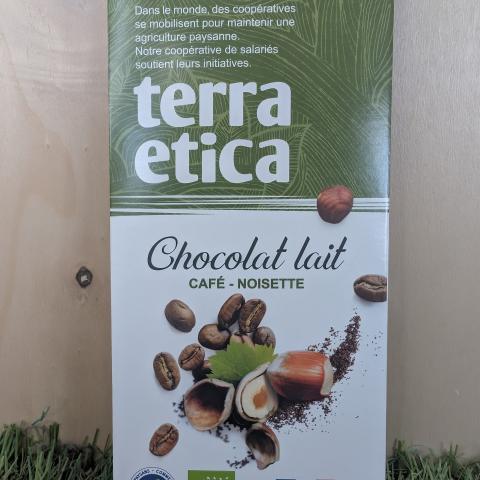 Dans le monde, des coopératives
se mobilisent pour maintenir une
agriculture paysanne.
Notre coopérative de salariés
soutient leurs initiatives.
terra
etica
Chocolat lait
CAFÉ - NOISETTE